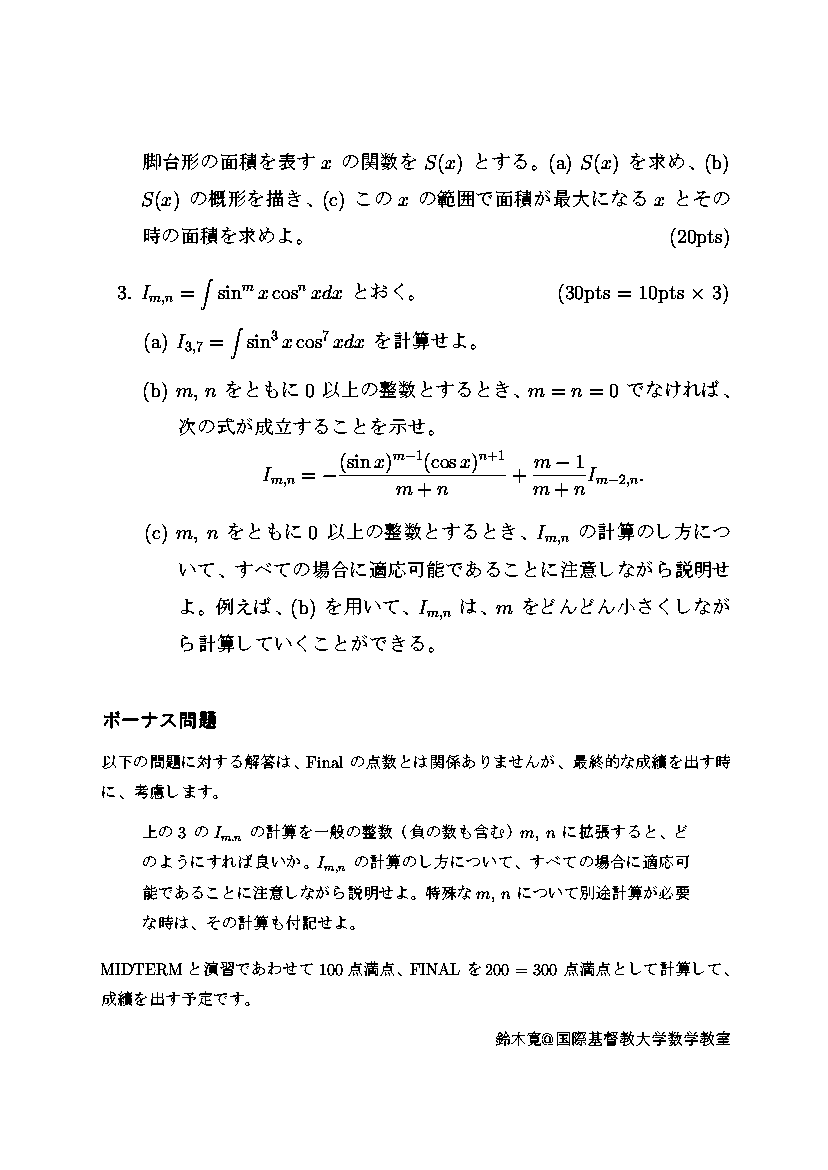 脚台形の面積を表す x の関数を S(x) とする。(a) S(x) を求め、(b)
S(x) の概形を描き、(c) この x の範囲で面積が最大になる x とその
時の面積を求めよ。 (20pts)
3. I_{m,n} = ∫ sin^m x cos^n xdx とおく。 (30pts = 10pts × 3)
(a) I_{3,7} = ∫ sin^3 x cos^7 xdx を計算せよ。
(b) m, n をともに 0 以上の整数とするとき、m = n = 0 でなければ、
次の式が成立することを示せ。
I_{m,n} = −\frac{(sin x)^{m−1}(cos x)^{n+1}}{m + n} + \frac{m − 1}{m + n} I_{m−2,n}.
(c) m, n をともに 0 以上の整数とするとき、I_{m,n} の計算のし方につ
いて、すべての場合に適応可能であることに注意しながら説明せ
よ。例えば、(b) を用いて、I_{m,n} は、m をどんどん小さくしなが
ら計算していくことができる。
ボーナス問題
以下の問題に対する解答は、Final の点数とは関係ありませんが、最終的な成績を出す時
に、考慮します。
上の 3 の I_{m,n} の計算を一般の整数（負の数も含む）m, n に拡張すると、ど
のようにすれば良いか。I_{m,n} の計算のし方について、すべての場合に適応可
能であることに注意しながら説明せよ。特殊な m, n について別途計算が必要
な時は、その計算も付記せよ。
MIDTERM と演習であわせて 100 点満点、FINAL を 200 = 300 点満点として計算して、
成績を出す予定です。
鈴木寛@国際基督教大学数学教室